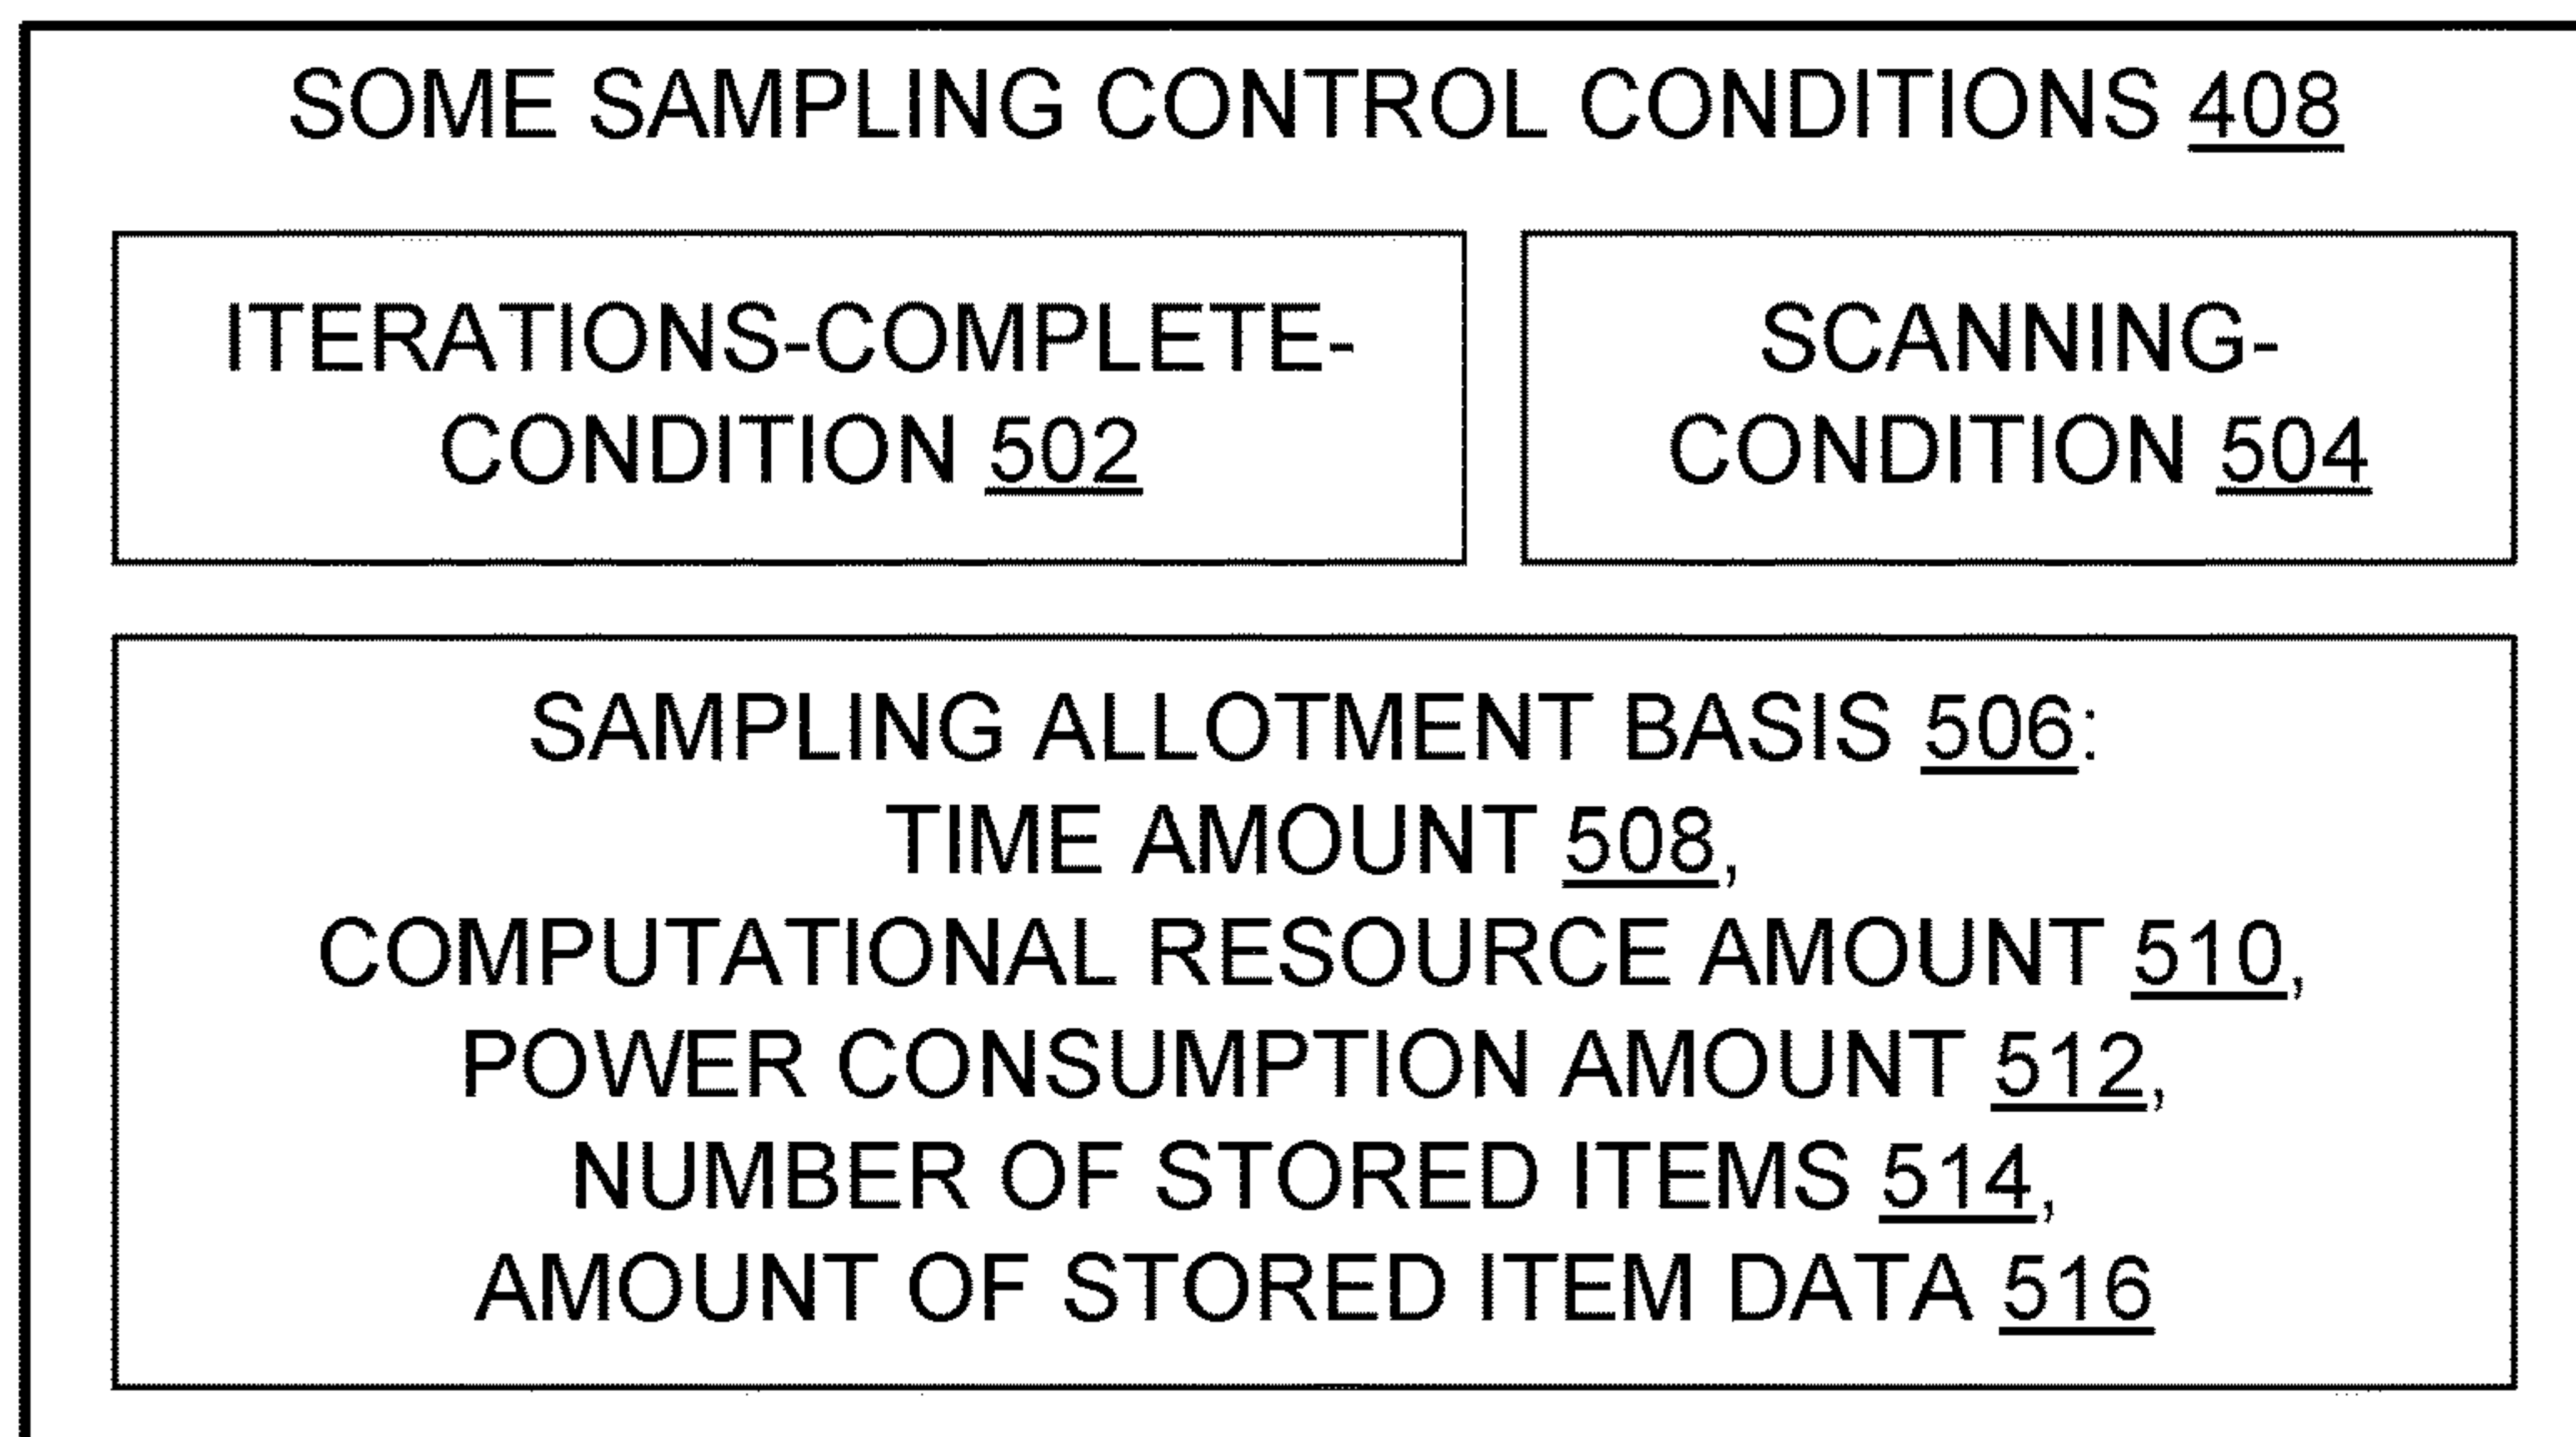 SOME SAMPLING CONTROL CONDITIONS 408
ITERATIONS-COMPLETE-
CONDITION 502
SCANNING-
CONDITION 504
SAMPLING ALLOTMENT BASIS 506:
TIME AMOUNT 508,
COMPUTATIONAL RESOURCE AMOUNT 510,
POWER CONSUMPTION AMOUNT 512,
NUMBER OF STORED ITEMS 514,
AMOUNT OF STORED ITEM DATA 516